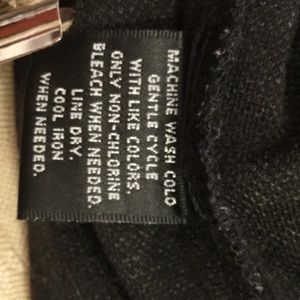 MACHINE WASH COLD
GENTLE CYCLE
WITH LIKE COLORS.
ONLY NON-CHLORINE
BLEACH WHEN NEEDED.
LINE DRY.
COOL IRON
WHEN NEEDED.